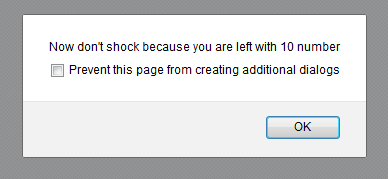 Now don't shock because you are left with 10 number
Prevent this page from creating additional dialogs
OK